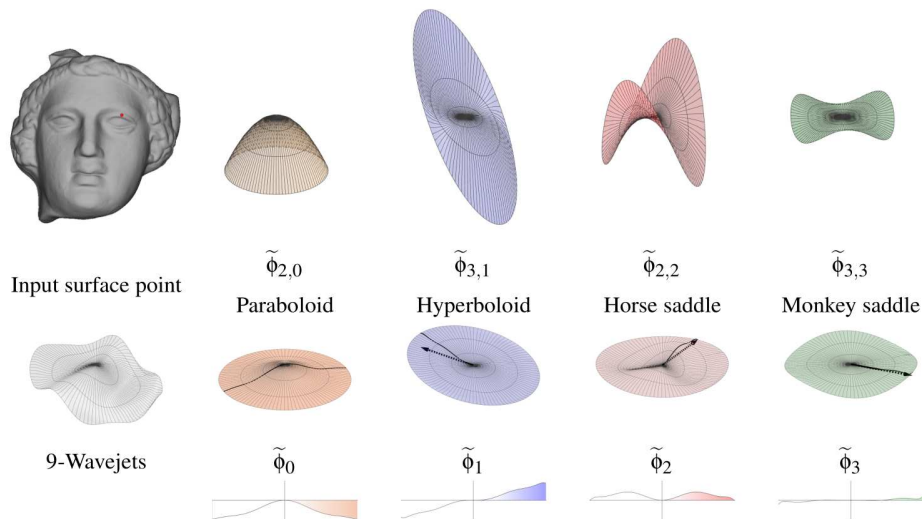 ϕ̃2,0 ϕ̃3,1 ϕ̃2,2 ϕ̃3,3
Input surface point
Paraboloid Hyperboloid Horse saddle Monkey saddle
9-Wavejets ϕ̃0 ϕ̃1 ϕ̃2 ϕ̃3